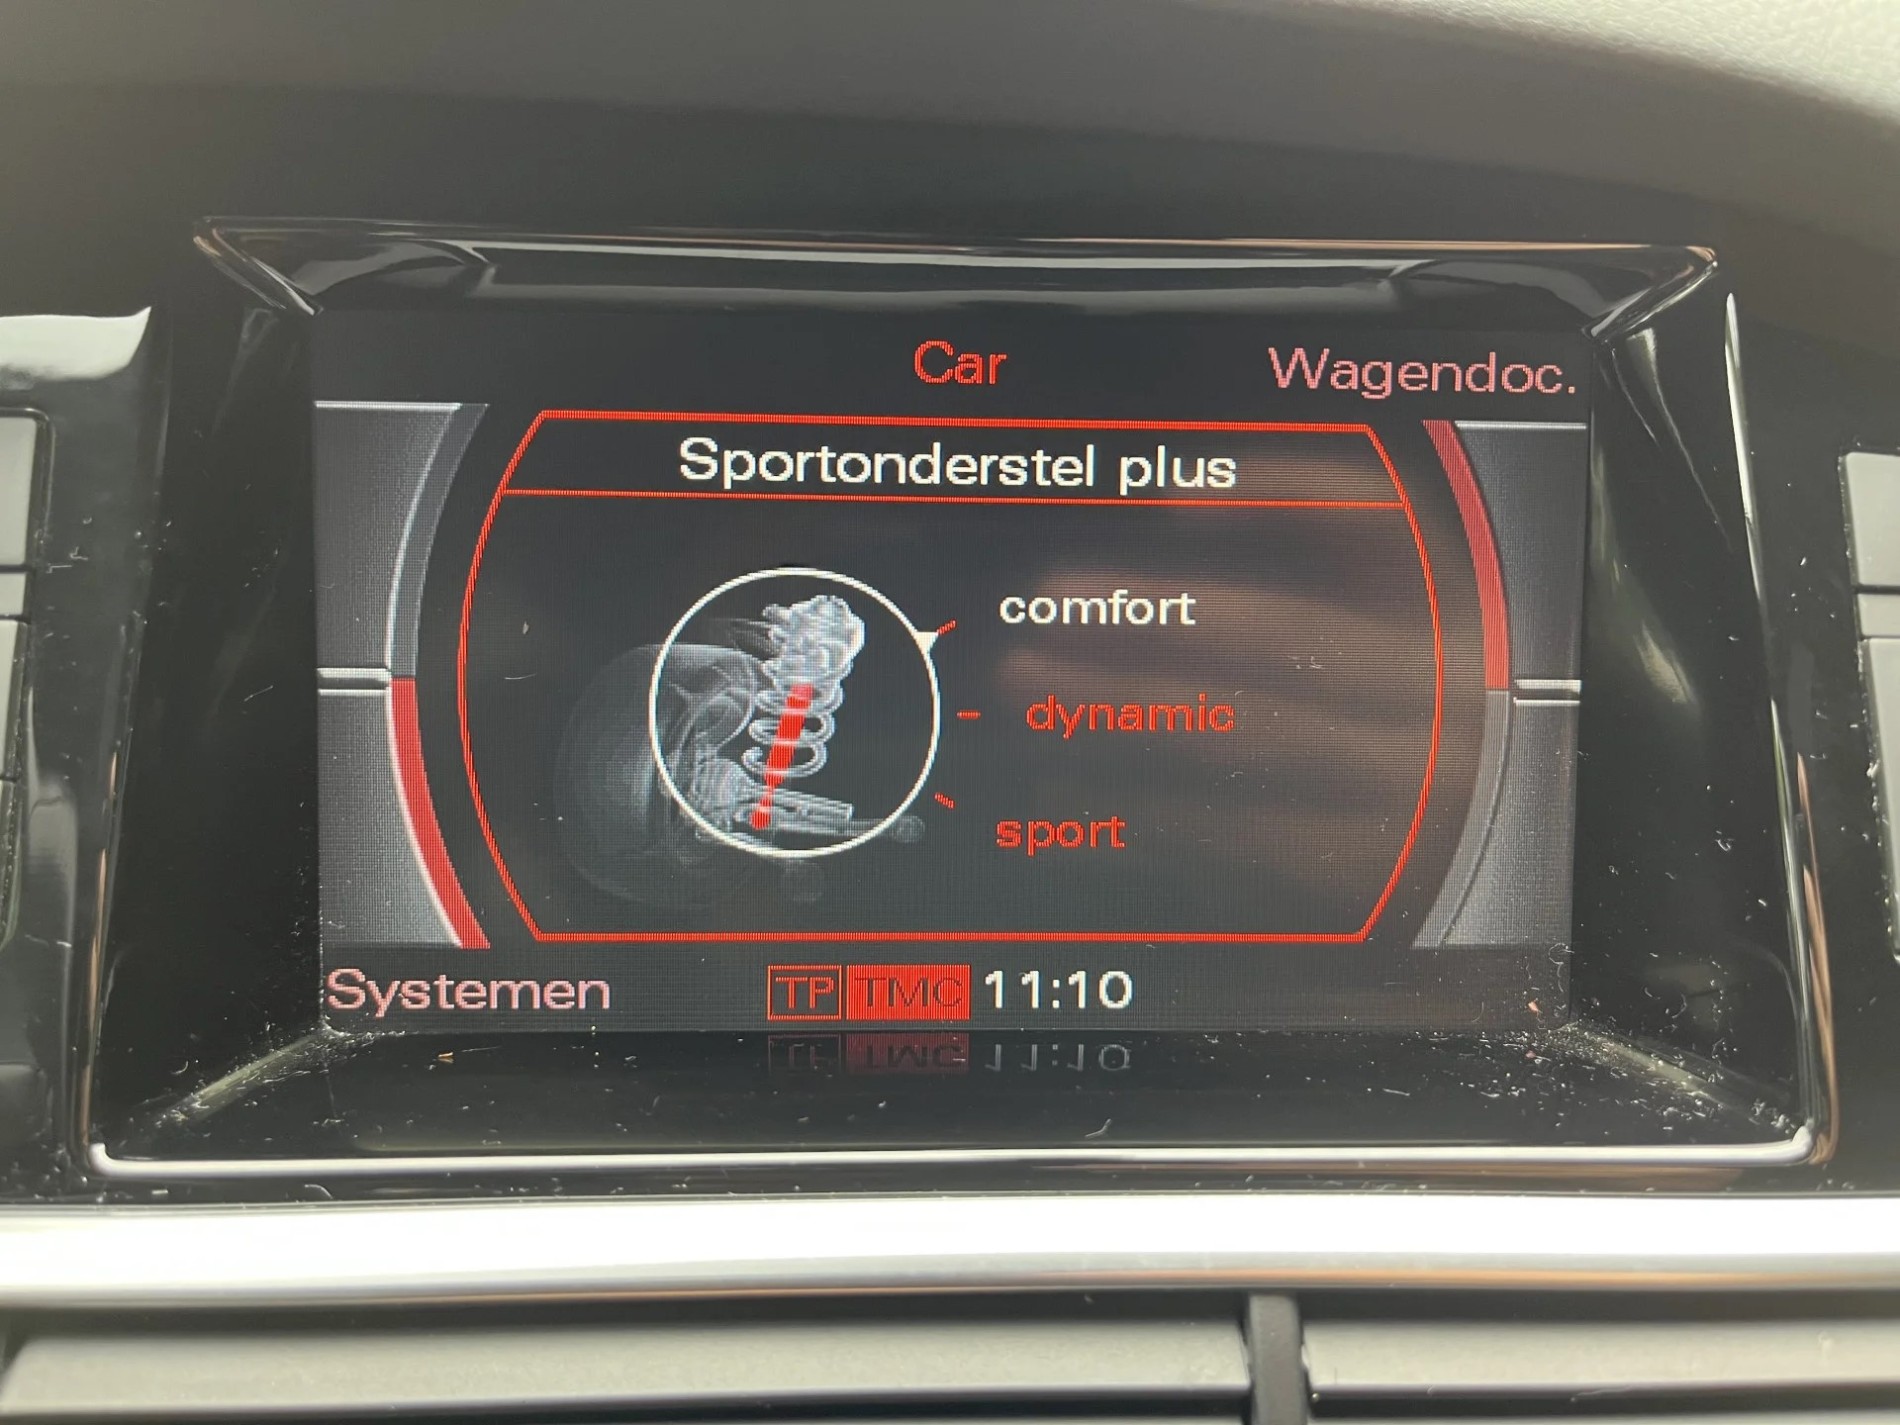 Car
Wagendoc.
Sportonderstel plus
comfort
dynamic
sport
Systemen
TP TMC 11:10